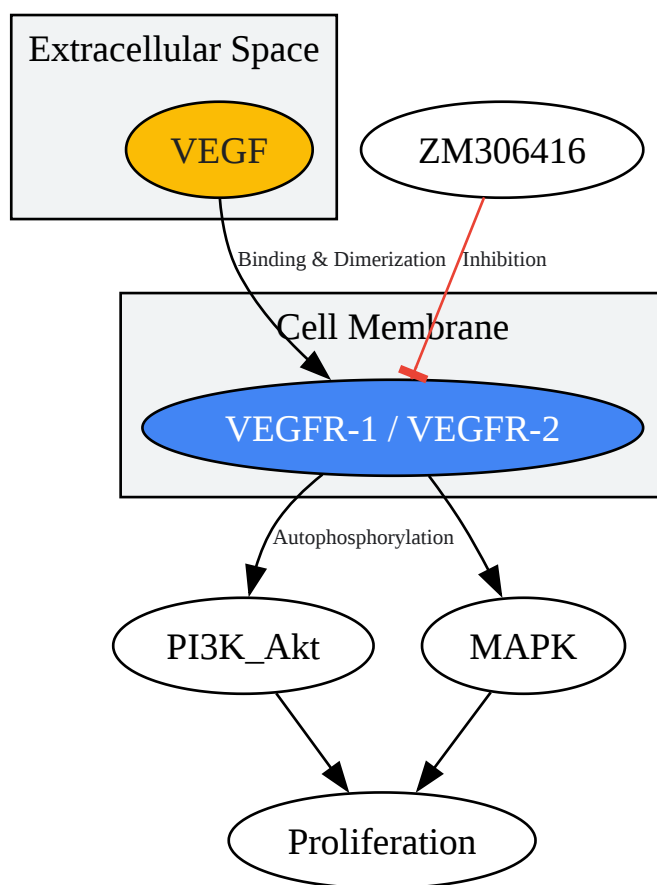 Extracellular Space
VEGF
ZM306416
Binding & Dimerization
Inhibition
Cell Membrane
VEGFR-1 / VEGFR-2
Autophosphorylation
PI3K_Akt
MAPK
Proliferation